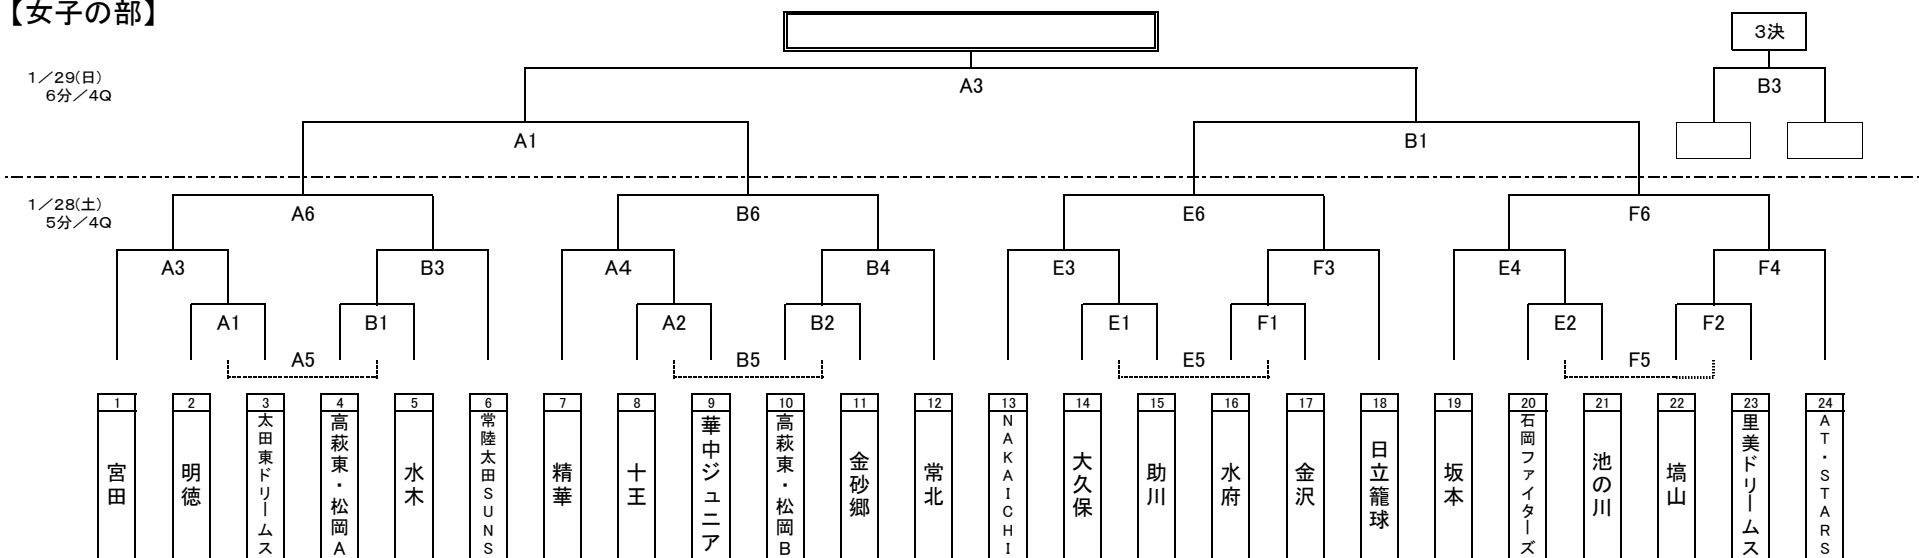 【女子の部】
3決
1／29(日)
6分／4Q
A3
B3
A1
B1
1／28(土)
5分／4Q
A6
B6
E6
F6
A3
B3
A4
B4
E3
F3
E4
F4
A1
B1
A2
B2
E1
F1
E2
F2
A5
B5
E5
F5
1 2 3 4 5 6 7 8 9 10 11 12 13 14 15 16 17 18 19 20 21 22 23 24
宮田
明徳
太田東ドリームス
高萩東・松岡A
水木
常陸太田SUNS
精華
十王
華中ジュニア
高萩東・松岡B
金砂郷
常北
NAKAICHI
大久保
助川
水府
金沢
日立籠球
坂本
石岡ファイターズ
池の川
塙山
里美ドリームス
AT・STARS